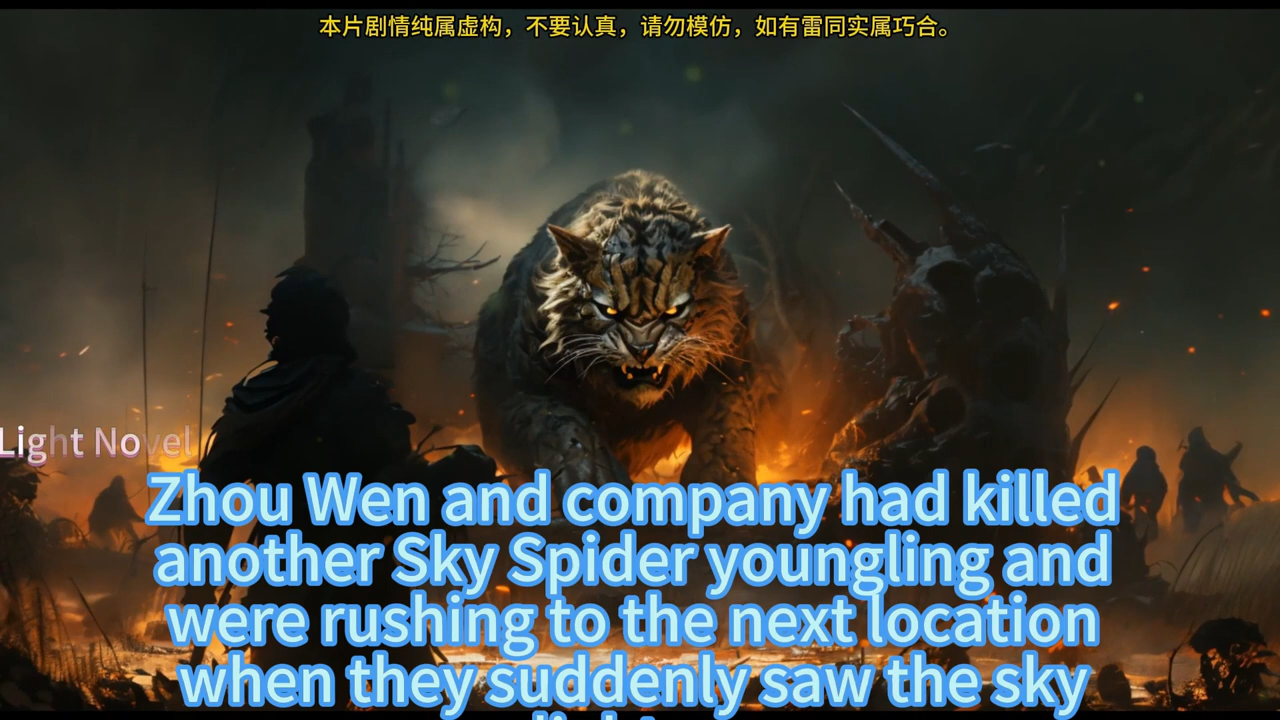 本片剧情纯属虚构，不要认真，请勿模仿，如有雷同实属巧合。
Light Novel
Zhou Wen and company had killed
another Sky Spider youngling and
were rushing to the next location
when they suddenly saw the sky